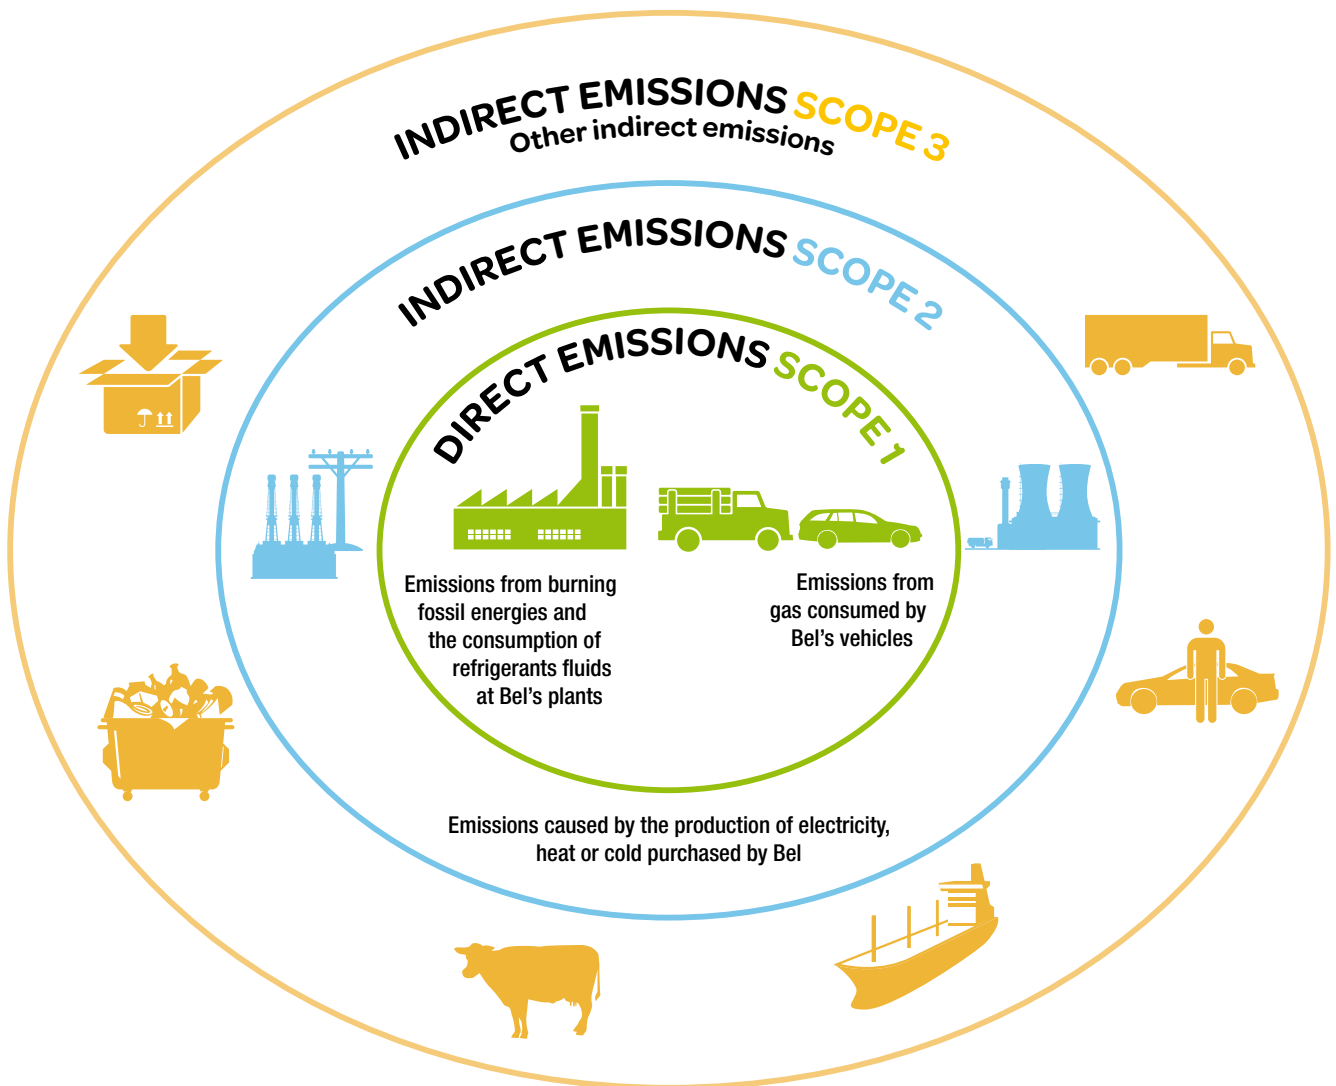 INDIRECT EMISSIONS SCOPE 3
Other indirect emissions
INDIRECT EMISSIONS SCOPE 2
DIRECT EMISSIONS SCOPE 1
Emissions from burning
fossil energies and
the consumption of
refrigerants fluids
at Bel's plants
Emissions from
gas consumed by
Bel's vehicles
Emissions caused by the production of electricity,
heat or cold purchased by Bel